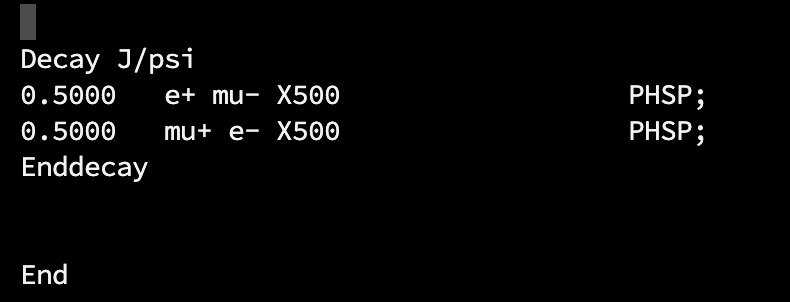 Decay J/psi
0.5000   e+ mu- X500                PHSP;
0.5000   mu+ e- X500                PHSP;
Enddecay
End